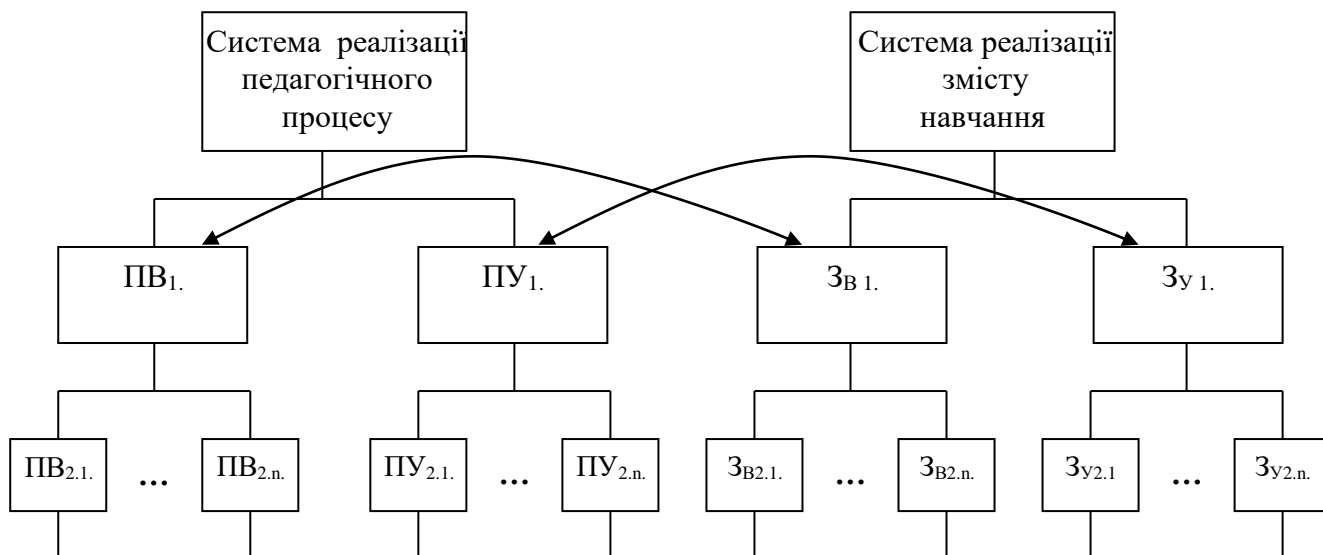 Система реалізації
педагогічного
процесу
Система реалізації
змісту
навчання
ПВ1.
ПУ1.
ЗВ 1.
ЗУ 1.
ПВ2.1.
...
ПВ2.n.
ПУ2.1.
...
ПУ2.n.
ЗВ2.1.
...
ЗВ2.n.
ЗУ2.1
...
ЗУ2.n.